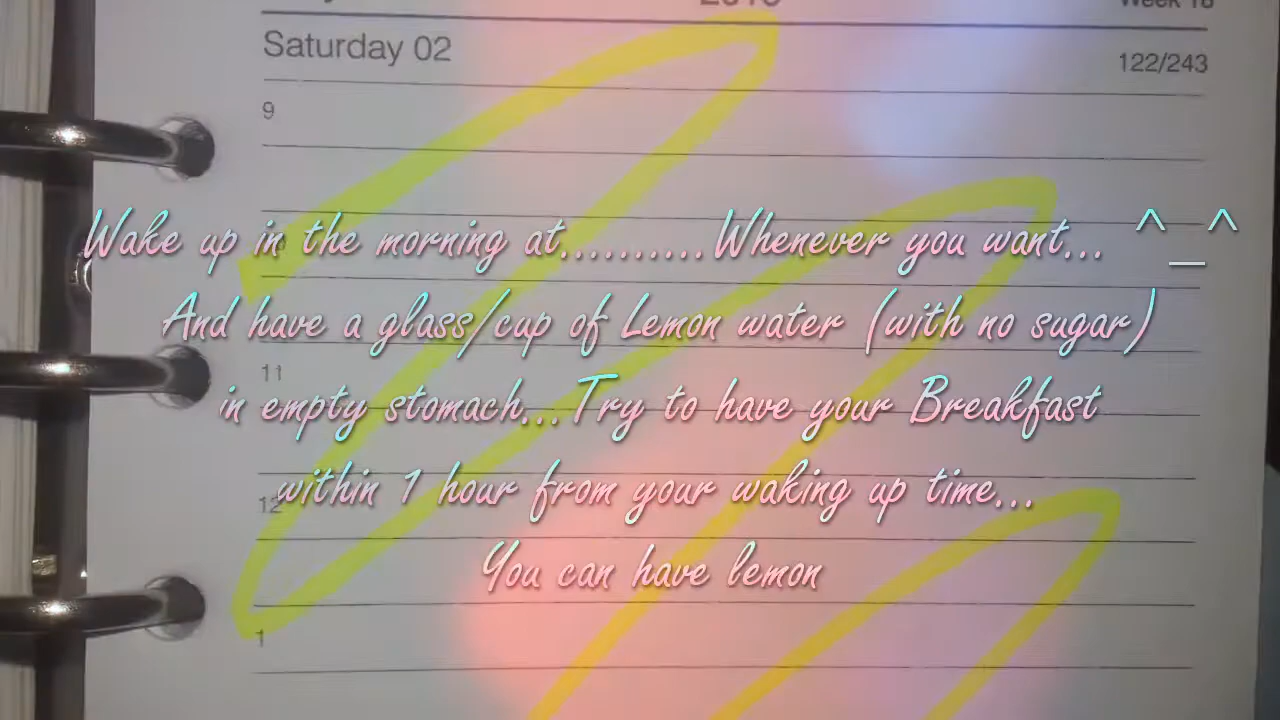 Week 18
Saturday 02
122/243
9
Wake up in the morning at..........Whenever you want... ^_^
And have a glass/cup of Lemon water (with no sugar)
11
in empty stomach...Try to have your Breakfast
within 1 hour from your waking up time...
12
You can have lemon
1